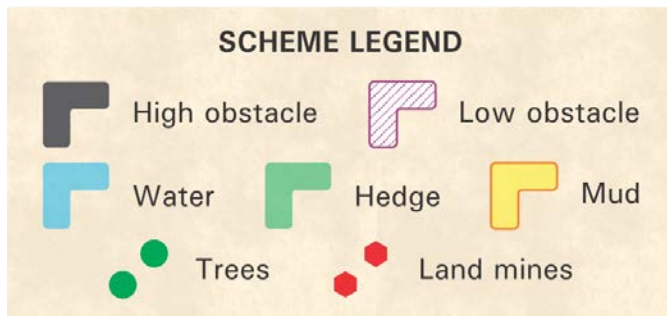 SCHEME LEGEND
High obstacle Low obstacle
Water Hedge Mud
Trees Land mines